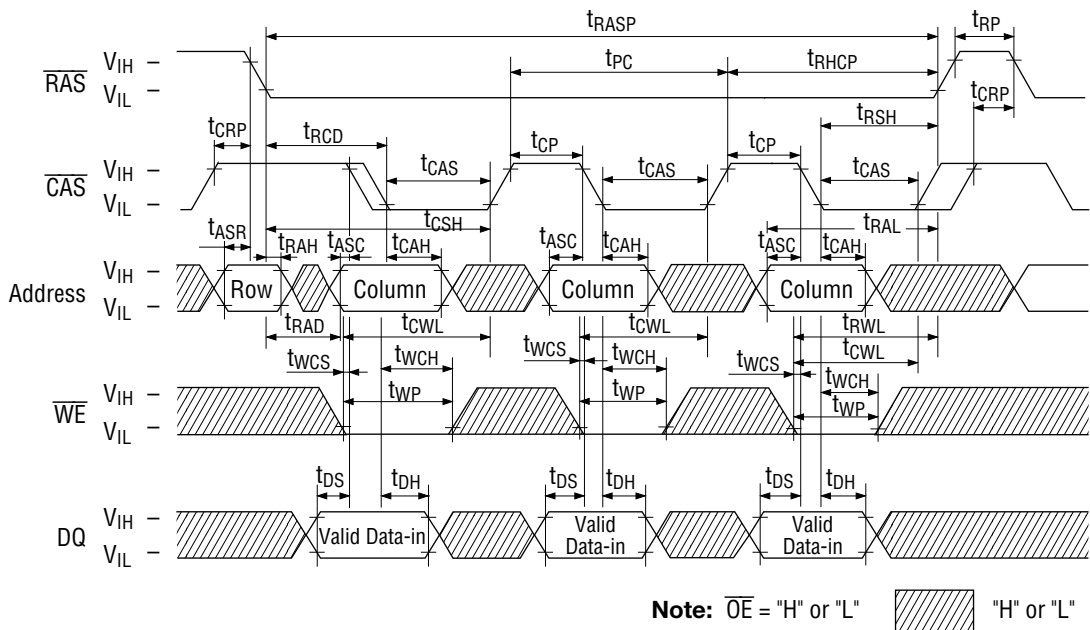 tRASP tRP
tPC tRHCP
VIH
RAS
VIL
tCRP
tRSH
tCRP tRCD
tCP tCP
VIH
CAS
VIL
tCAS tCAS tCAS
tCSH tRAL
tASR tRAH tASC tCAH tASC tCAH tASC tCAH
VIH
Address
VIL
Row Column Column Column
tRAD tCWL tCWL tRWL
tWCS tWCH tWCS tWCH tWCS tCWL
tWCH
VIH
WE
VIL
tWP tWP tWP
tDS tDH tDS tDH tDS tDH
VIH
DQ
VIL
Valid Data-in Valid Data-in Valid Data-in
Note: OE = "H" or "L" "H" or "L"